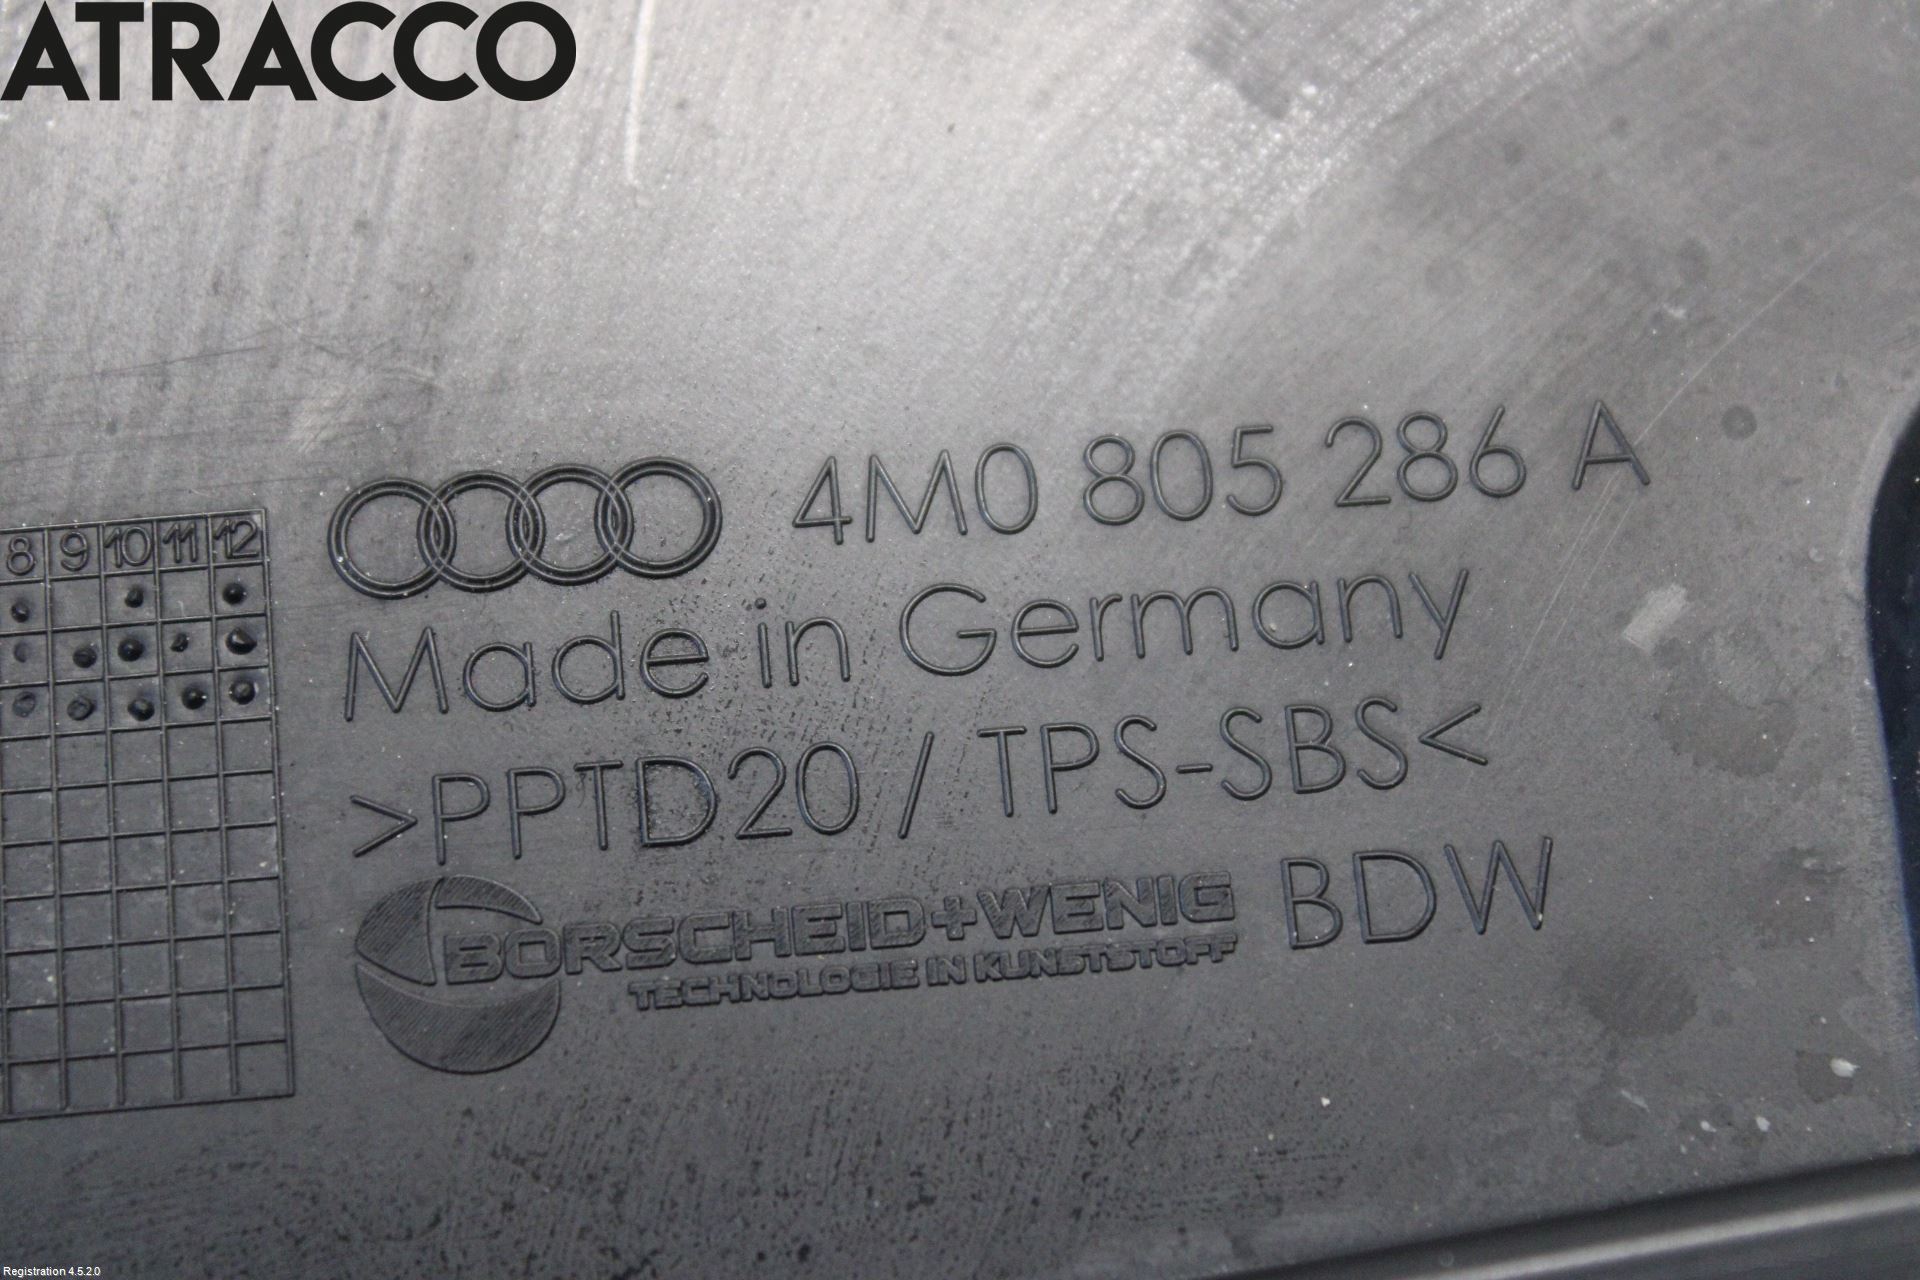 ATRACCO
4M0 805 286 A
8 9 10 11 12
Made in Germany
>PPTD20 / TPS-SBS<
BORSCHEID+WENIG BDW
TECHNOLOGIE IN KUNSTSTOFF
Registration 4.5.2.0